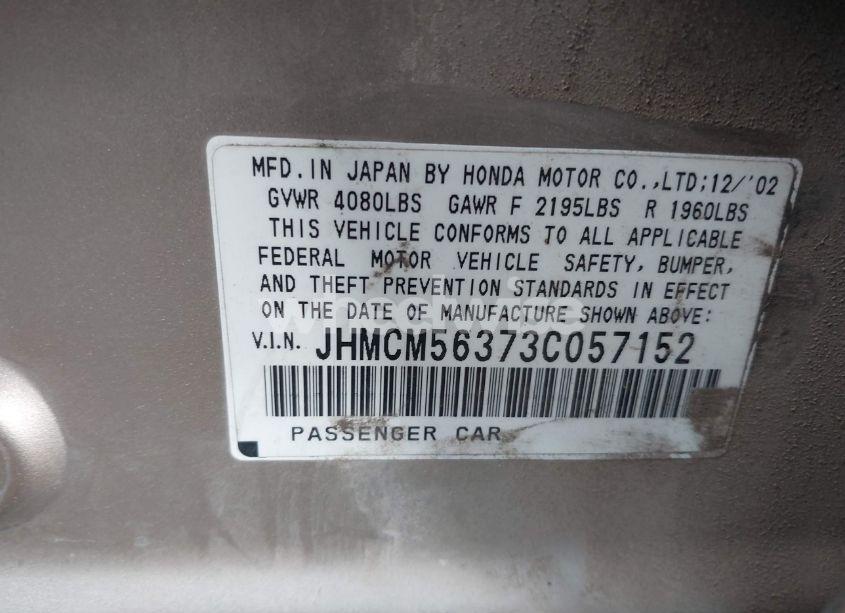 MFD.IN JAPAN BY HONDA MOTOR CO.,LTD;12/'02
GVWR 4080LBS GAWR F 2195LBS R 1960LBS
THIS VEHICLE CONFORMS TO ALL APPLICABLE
FEDERAL MOTOR VEHICLE SAFETY, BUMPER,
AND THEFT PREVENTION STANDARDS IN EFFECT
ON THE DATE OF MANUFACTURE SHOWN ABOVE:
V.I.N. JHMCM56373C057152
PASSENGER CAR